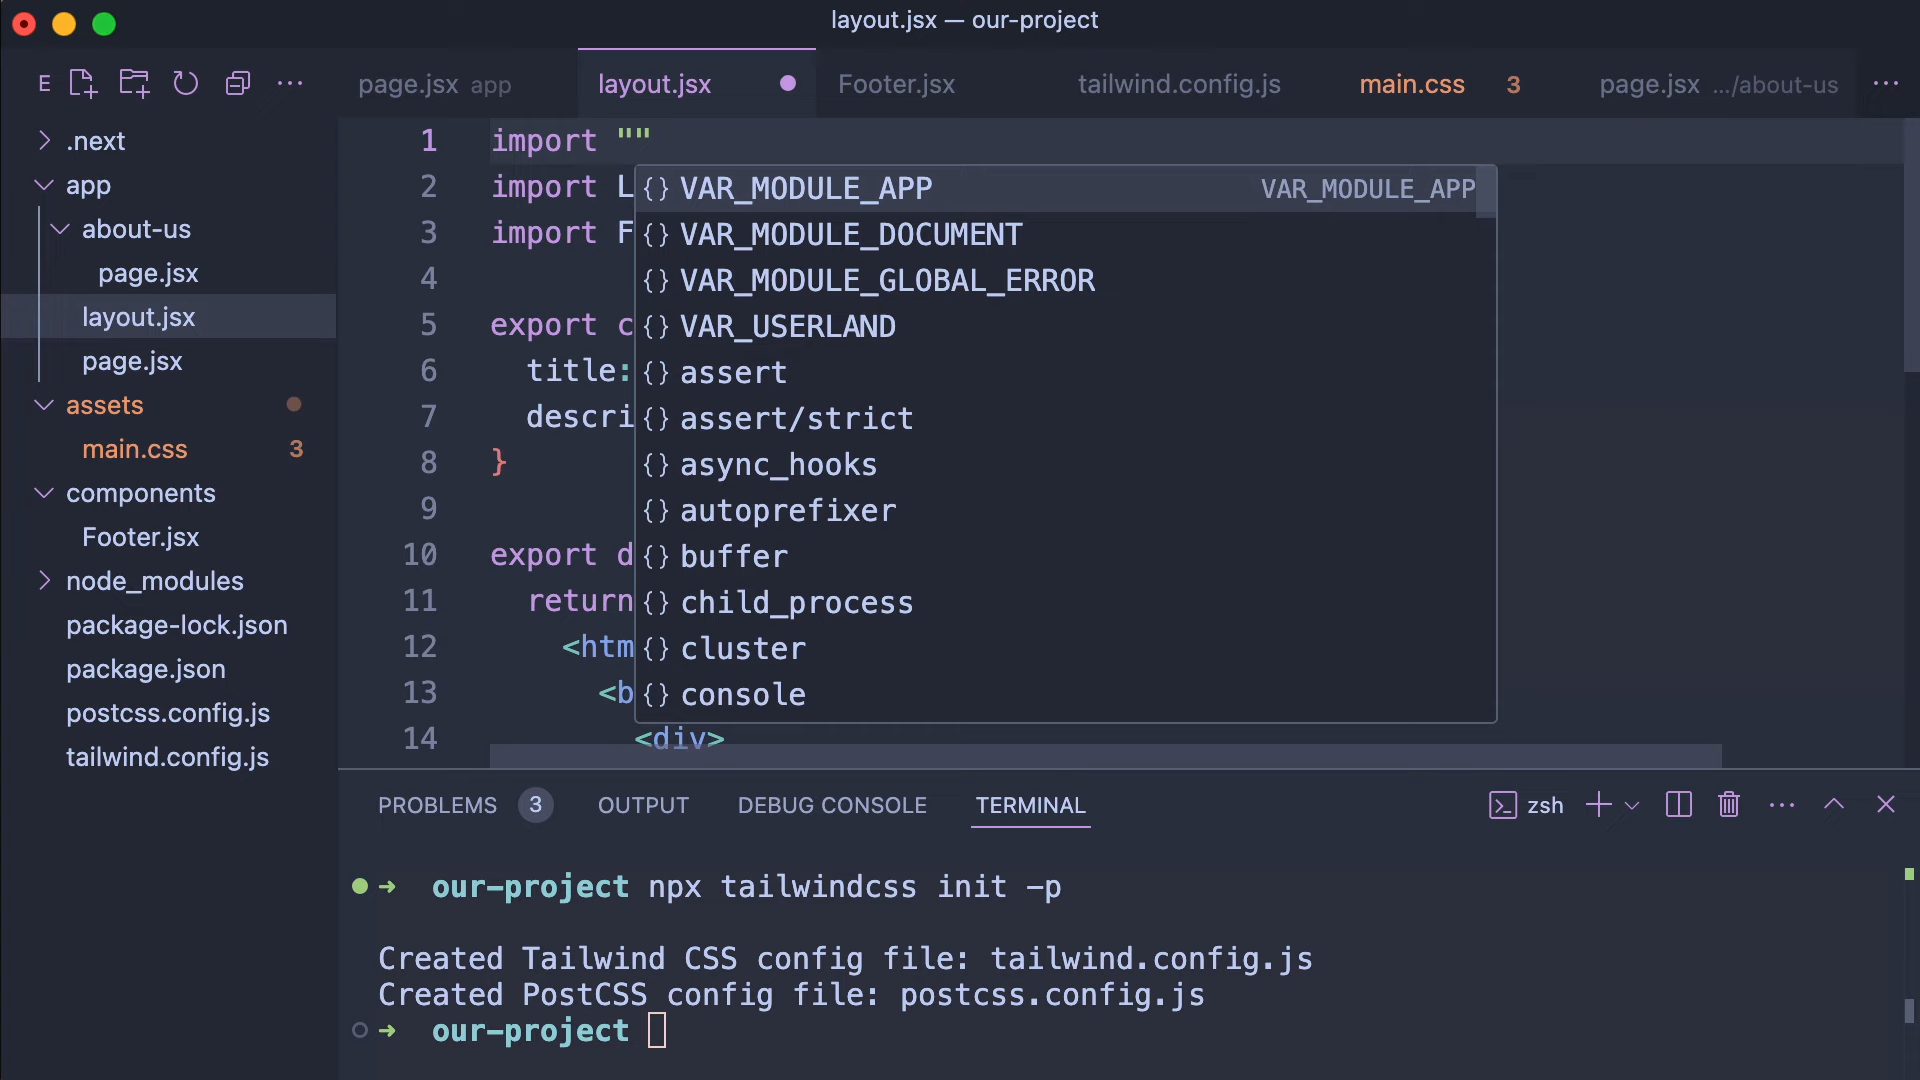 layout.jsx — our-project
E
page.jsx app
layout.jsx
Footer.jsx
tailwind.config.js
main.css 3
page.jsx .../about-us
.next
app
about-us
page.jsx
layout.jsx
page.jsx
assets
main.css 3
components
Footer.jsx
node_modules
package-lock.json
package.json
postcss.config.js
tailwind.config.js
1 import ""
2 import L
3 import F
4
5 export c
6 title:
7 descri
8 }
9
10 export d
11 return
12 <htm
13 <b
14 <div>
{} VAR_MODULE_APP VAR_MODULE_APP
{} VAR_MODULE_DOCUMENT
{} VAR_MODULE_GLOBAL_ERROR
{} VAR_USERLAND
{} assert
{} assert/strict
{} async_hooks
{} autoprefixer
{} buffer
{} child_process
{} cluster
{} console
PROBLEMS 3 OUTPUT DEBUG CONSOLE TERMINAL
zsh
➜ our-project npx tailwindcss init -p
Created Tailwind CSS config file: tailwind.config.js
Created PostCSS config file: postcss.config.js
➜ our-project